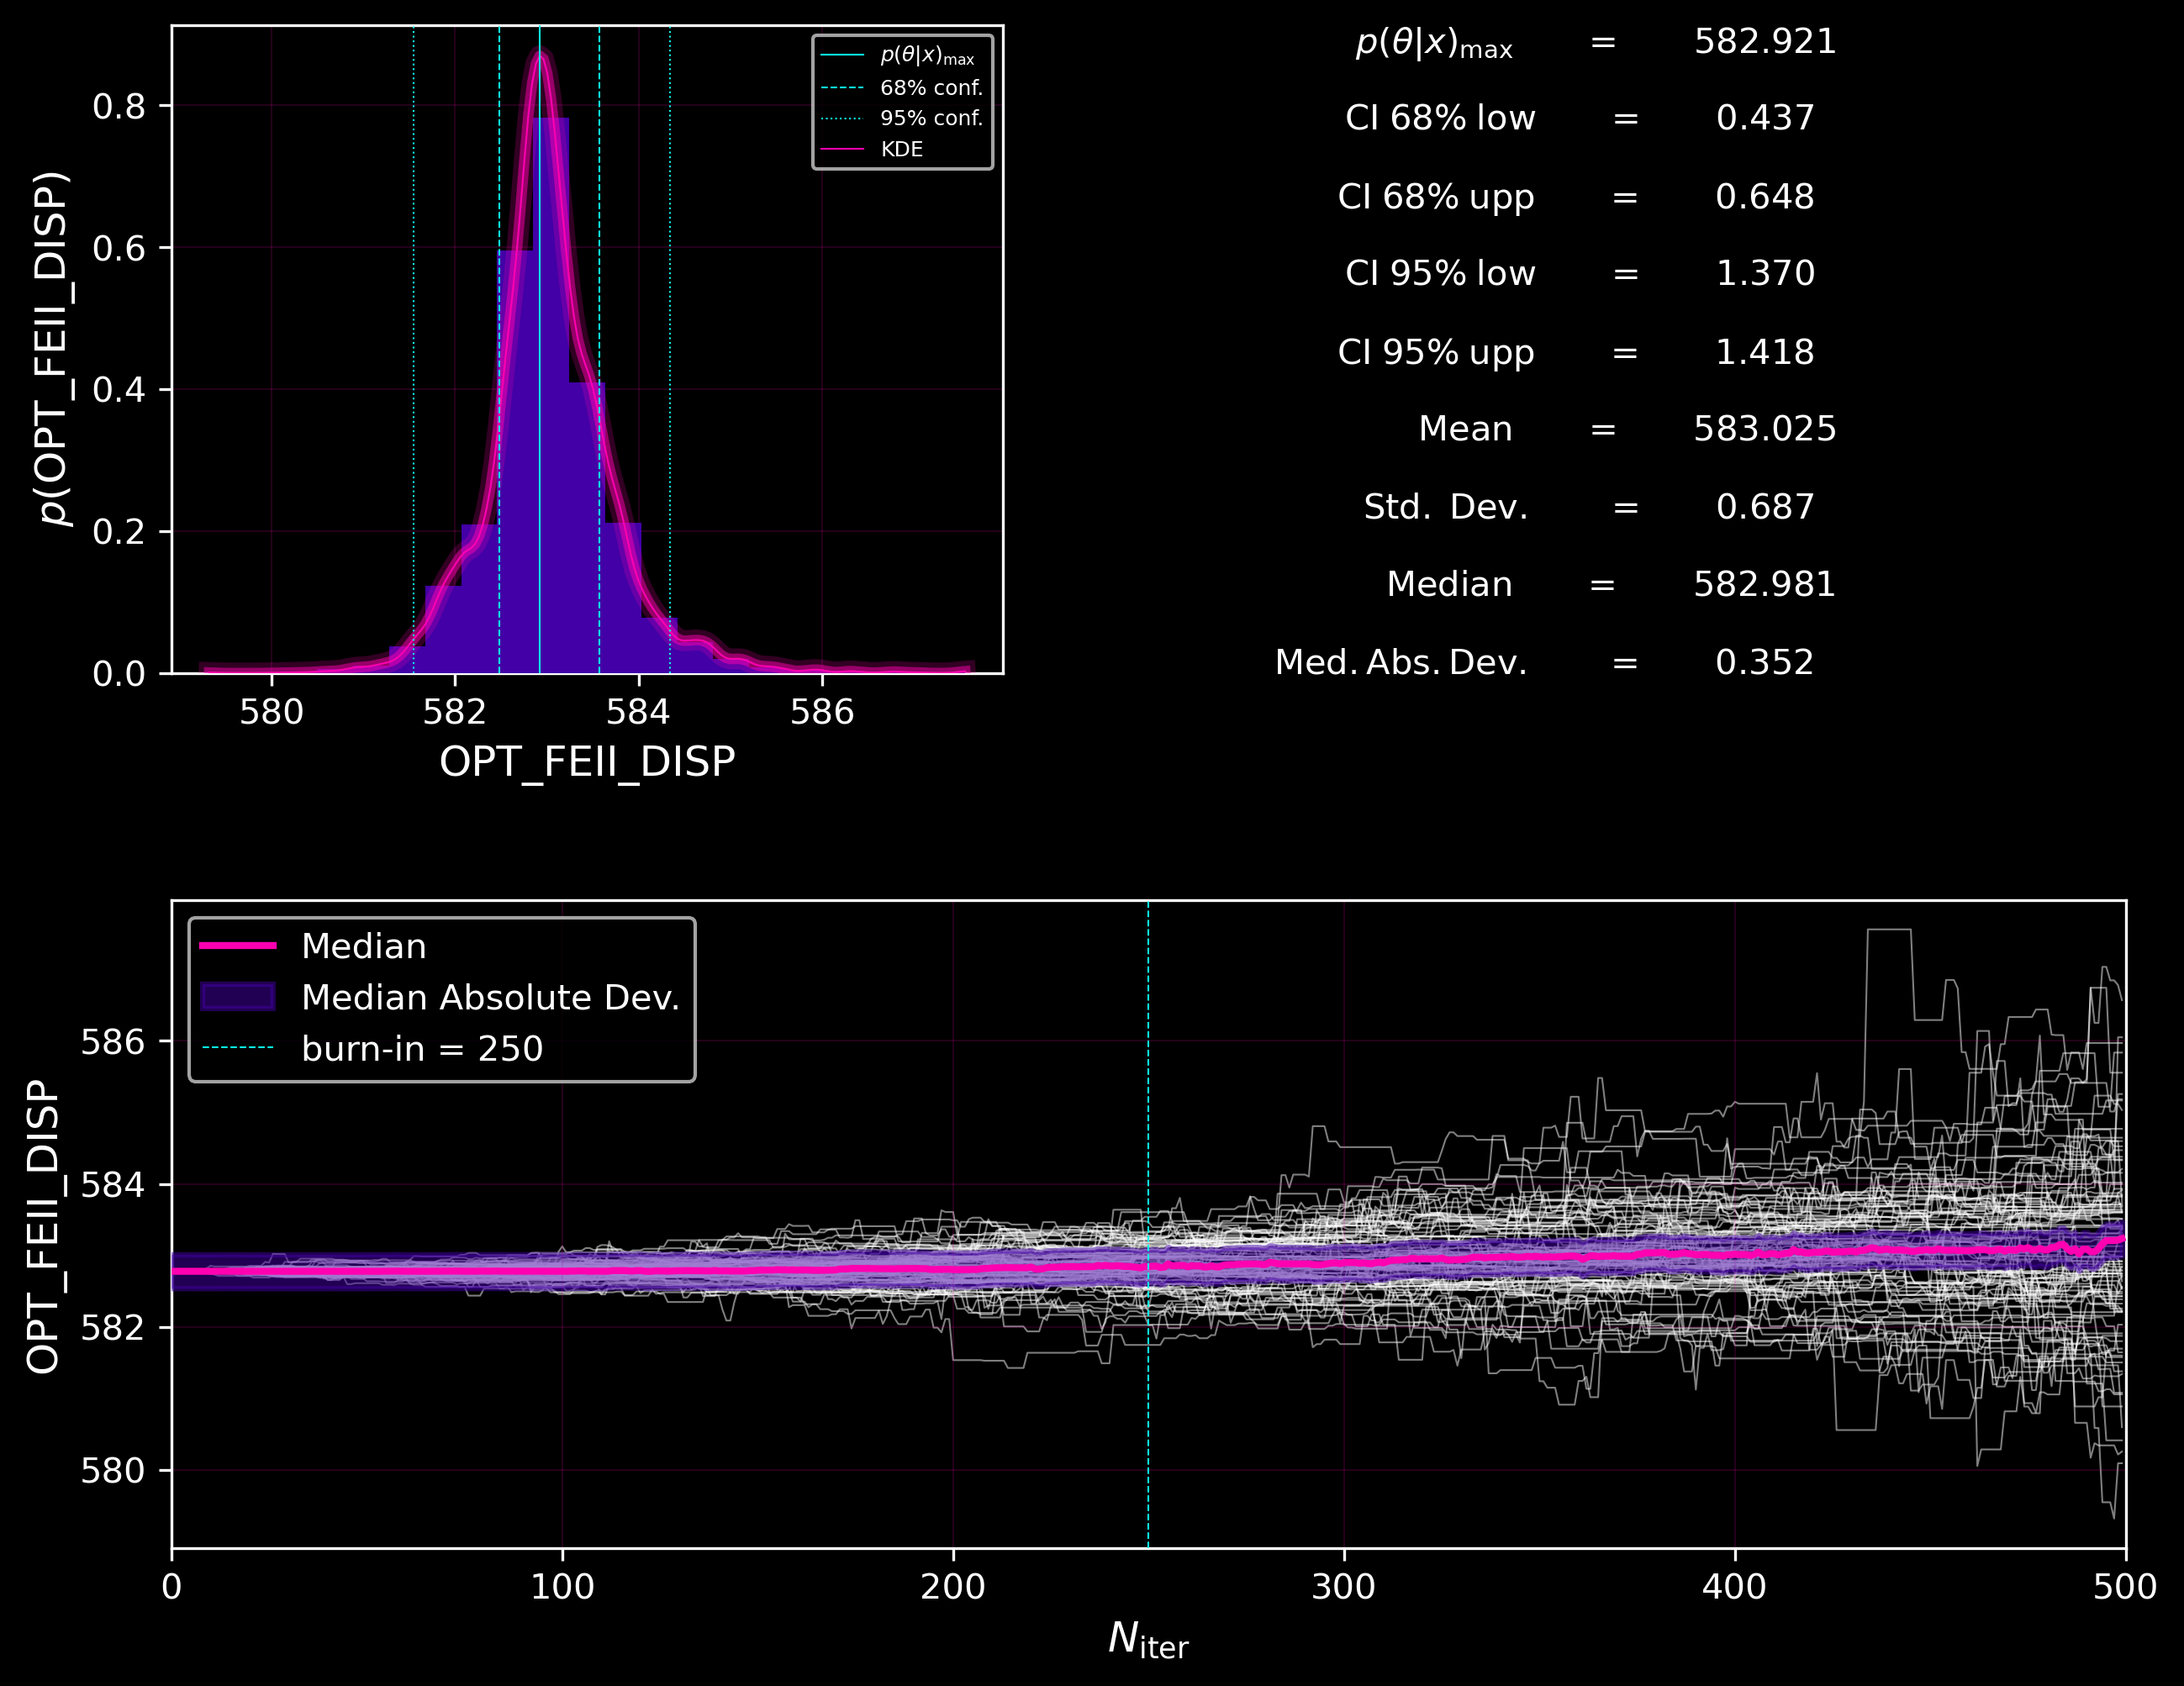 p(θ|x)max
68% conf.
95% conf.
KDE
0.8
0.6
0.4
0.2
0.0
p(OPT_FEII_DISP)
580 582 584 586
OPT_FEII_DISP
p(θ|x)max = 582.921
CI 68% low = 0.437
CI 68% upp = 0.648
CI 95% low = 1.370
CI 95% upp = 1.418
Mean = 583.025
Std. Dev. = 0.687
Median = 582.981
Med. Abs. Dev. = 0.352
Median
Median Absolute Dev.
burn-in = 250
586
584
582
580
OPT_FEII_DISP
0 100 200 300 400 500
Niter